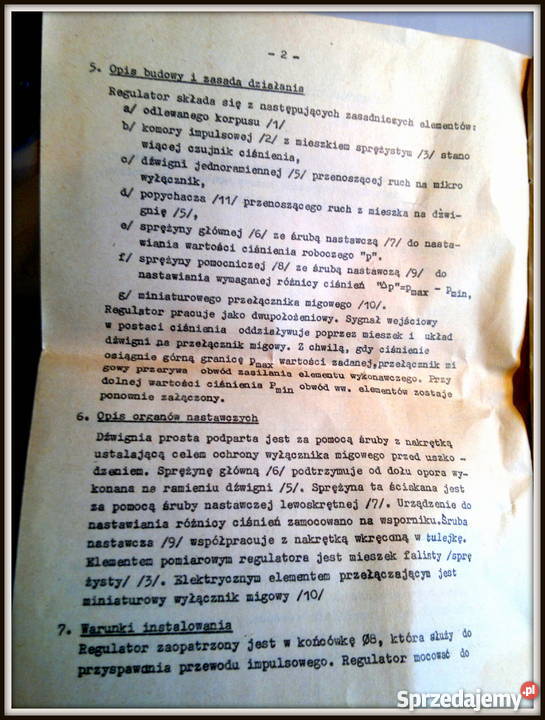 - 2 -
5. Opis budowy i zasada działania
Regulator składa się z następujących zasadniczych elementów:
a/ odlewanego korpusu /1/
b/ komory impulsowej /2/ z mieszkiem sprężystym /3/ stano
wiącej czujnik ciśnienia,
c/ dźwigni jednoramiennej /5/ przenoszącej ruch na mikro
wyłącznik,
d/ popychacza /11/ przenoszącego ruch z mieszka na dźwi-
gnię /5/,
e/ sprężyny głównej /6/ ze śrubą nastawczą /7/ do nasta-
wiania wartości ciśnienia roboczego "p".
f/ sprężyny pomocniczej /8/ ze śrubą nastawczą /9/ do
nastawiania wymaganej różnicy ciśnień "Δp"=pmax - pmin,
g/ miniaturowego przełącznika migowego /10/.
Regulator pracuje jako dwupołożeniowy. Sygnał wejściowy
w postaci ciśnienia oddziaływuje poprzez mieszek i układ
dźwigni na przełącznik migowy. Z chwilą, gdy ciśnienie
osiągnie górną granicę pmax wartości zadanej,przełącznik mi
gowy przerywa obwód zasilania elementu wykonawczego. Przy
dolnej wartości ciśnienia Pmin obwód ww. elementów zostaje
ponownie załączony.
6. Opis organów nastawczych
Dźwignia prosta podparta jest za pomocą śruby z nakrętką
ustalającą celem ochrony wyłącznika migowego przed uszko -
dzeniem. Sprężynę główną /6/ podtrzymuje od dołu opora wy-
konana na ramieniu dźwigni /5/. Sprężyna ta ściskana jest
za pomocą śruby nastawczej lewoskrętnej /7/. Urządzenie do
nastawiania różnicy ciśnień zamocowano na wsporniku.Śruba
nastawcza /9/ współpracuje z nakrętką wkręconą w tulejkę.
Elementem pomiarowym regulatora jest mieszek falisty /sprę
żysty/ /3/. Elektrycznym elementem przełączającym jest
miniaturowy wyłącznik migowy /10/
7. Warunki instalowania
Regulator zaopatrzony jest w końcówkę Ø8, która służy do
przyspawania przewodu impulsowego. Regulator mocować do
Sprzedajemy.pl